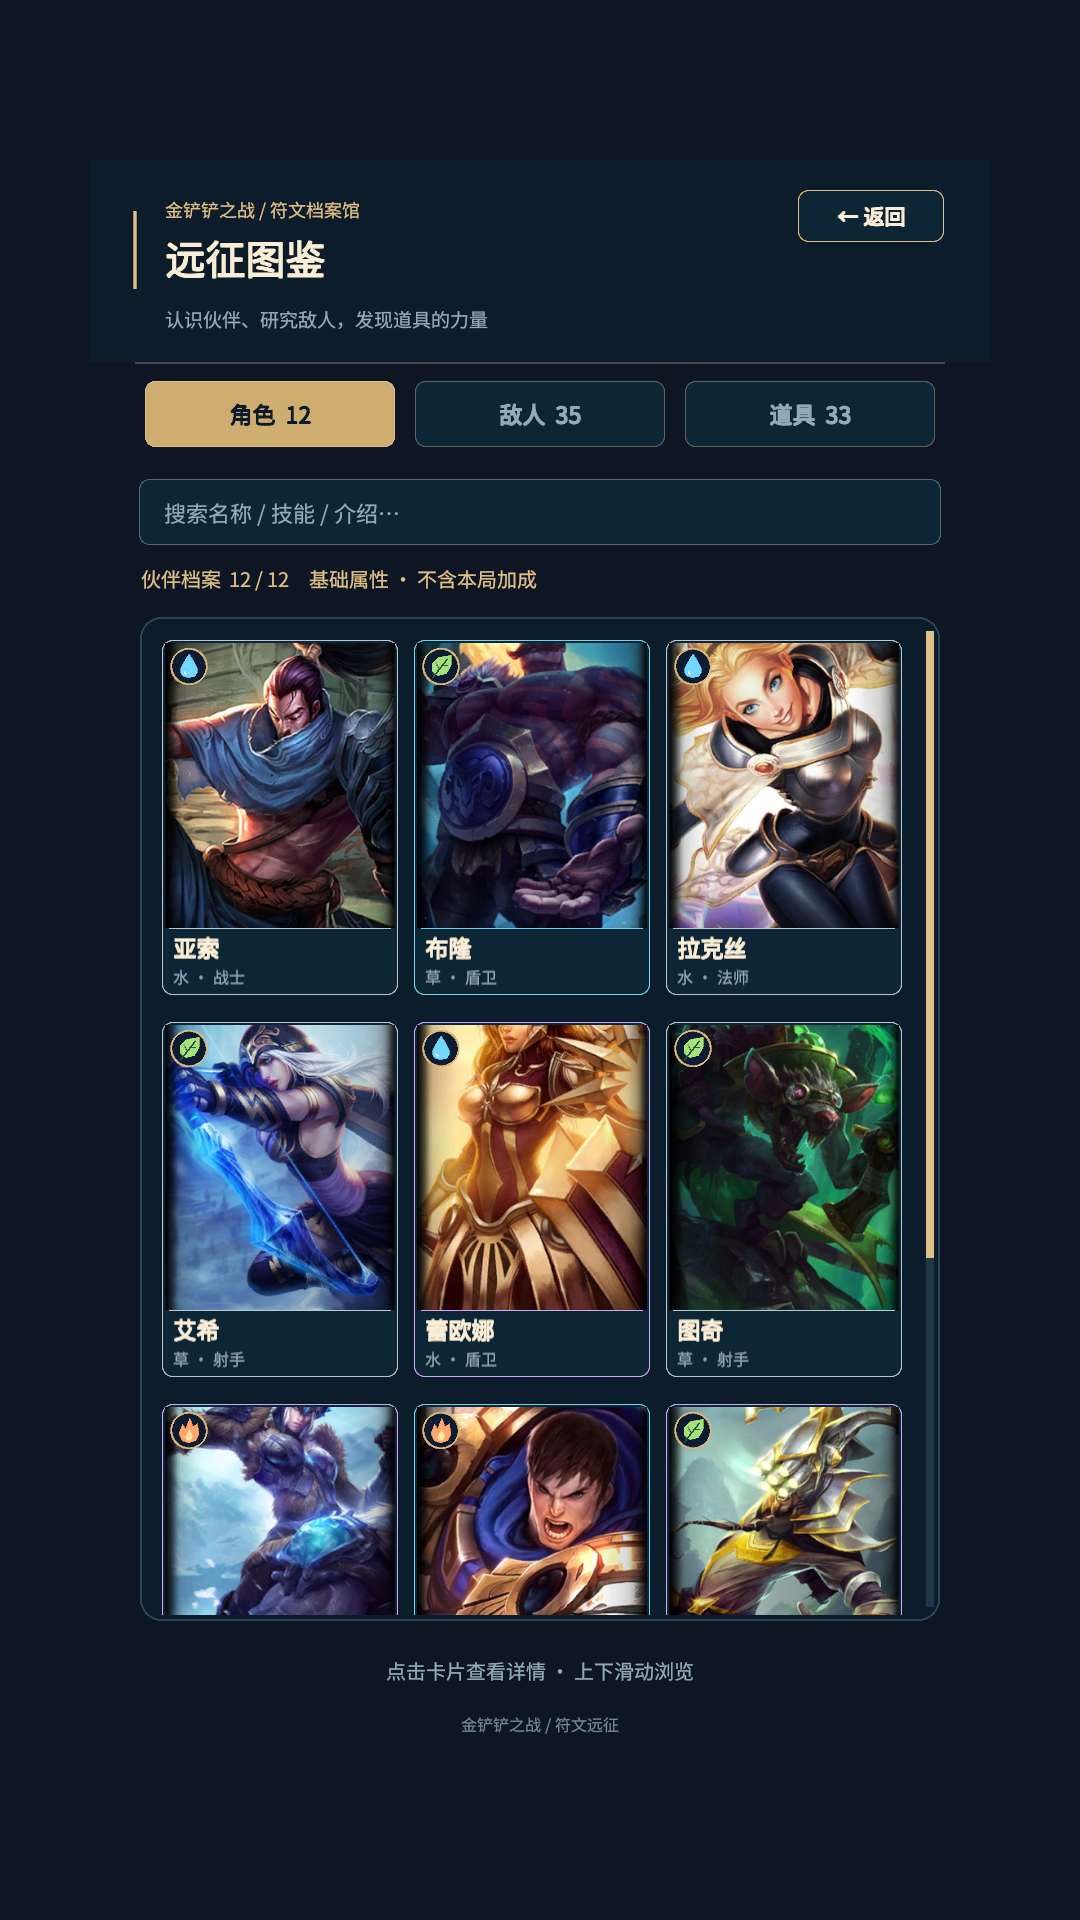 金铲铲之战 / 符文档案馆
← 返回
远征图鉴
认识伙伴、研究敌人，发现道具的力量
角色 12
敌人 35
道具 33
搜索名称 / 技能 / 介绍…
伙伴档案 12 / 12 基础属性 · 不含本局加成
亚索
水 · 战士
布隆
草 · 盾卫
拉克丝
水 · 法师
艾希
草 · 射手
蕾欧娜
水 · 盾卫
图奇
草 · 射手
点击卡片查看详情 · 上下滑动浏览
金铲铲之战 / 符文远征